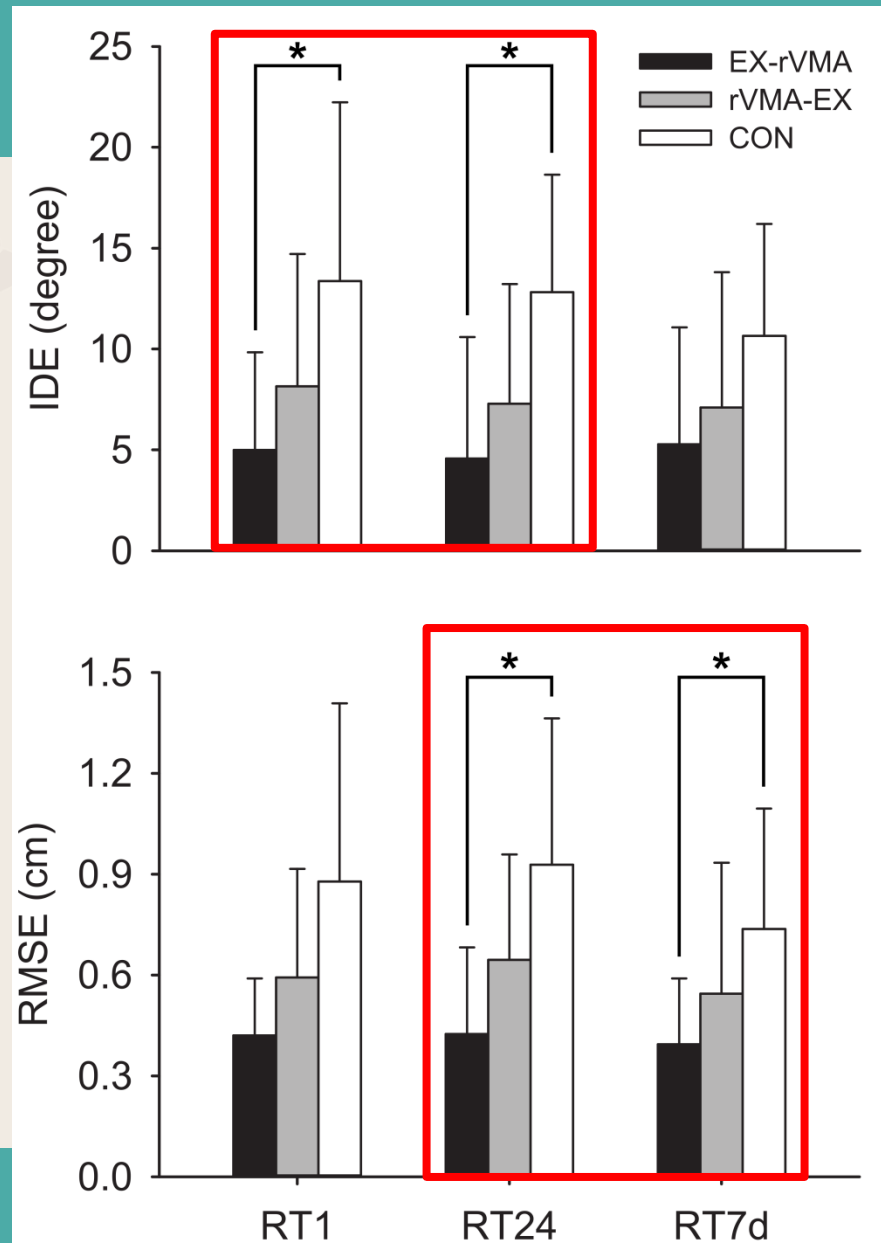 25
20
15
10
5
0
IDE (degree)
*
*
EX-rVMA
rVMA-EX
CON
1.5
1.2
0.9
0.6
0.3
0.0
RMSE (cm)
*
*
RT1
RT24
RT7d